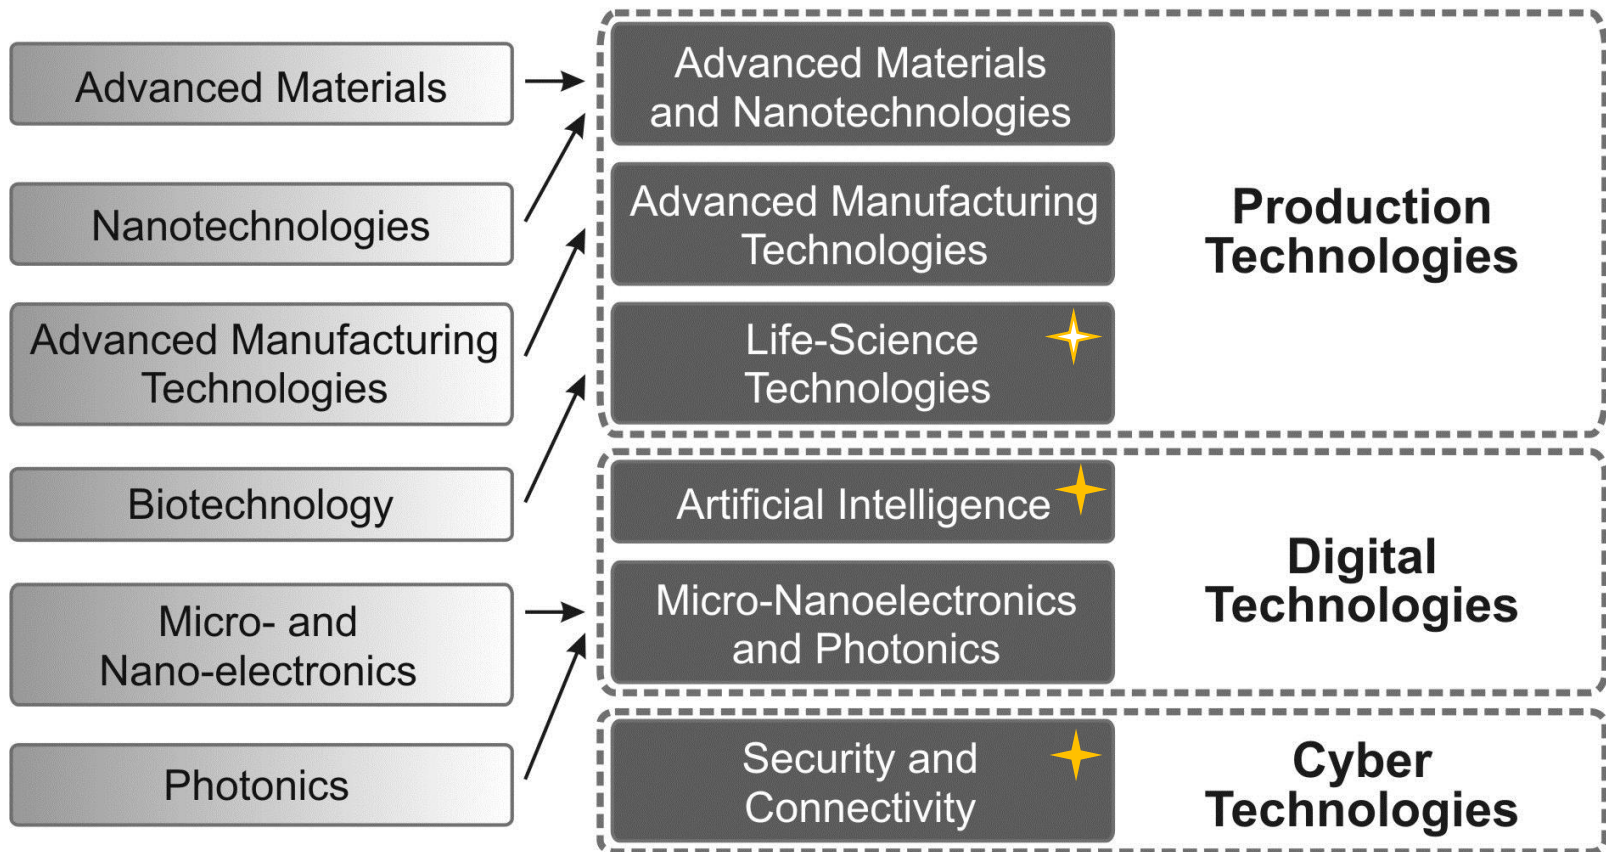 Advanced Materials
Nanotechnologies
Advanced Manufacturing
Technologies
Biotechnology
Micro- and
Nano-electronics
Photonics
Advanced Materials
and Nanotechnologies
Advanced Manufacturing
Technologies
Life-Science
Technologies
Production
Technologies
Artificial Intelligence
Micro-Nanoelectronics
and Photonics
Digital
Technologies
Security and
Connectivity
Cyber
Technologies